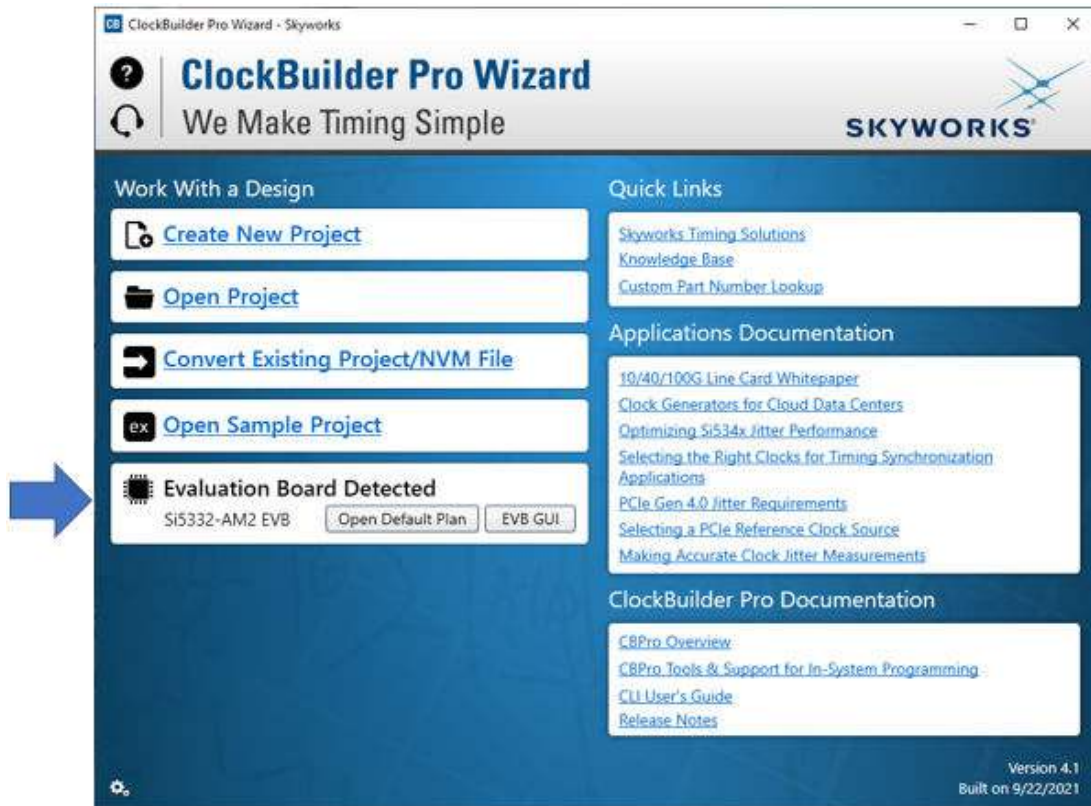 CB ClockBuilder Pro Wizard - Skyworks
? ClockBuilder Pro Wizard
We Make Timing Simple
SKYWORKS
Work With a Design
Create New Project
Open Project
Convert Existing Project/NVM File
ex Open Sample Project
Evaluation Board Detected
Si5332-AM2 EVB Open Default Plan EVB GUI
Quick Links
Skyworks Timing Solutions
Knowledge Base
Custom Part Number Lookup
Applications Documentation
10/40/100G Line Card Whitepaper
Clock Generators for Cloud Data Centers
Optimizing Si534x Jitter Performance
Selecting the Right Clocks for Timing Synchronization
Applications
PCIe Gen 4.0 Jitter Requirements
Selecting a PCIe Reference Clock Source
Making Accurate Clock Jitter Measurements
ClockBuilder Pro Documentation
CBPro Overview
CBPro Tools & Support for In-System Programming
CLI User's Guide
Release Notes
Version 4.1
Built on 9/22/2021